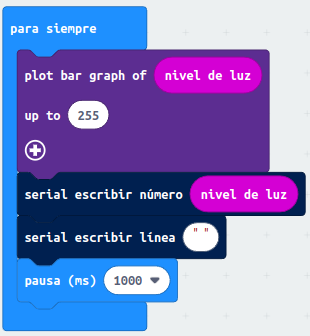 para siempre
plot bar graph of nivel de luz
up to 255
serial escribir número nivel de luz
serial escribir línea " "
pausa (ms) 1000